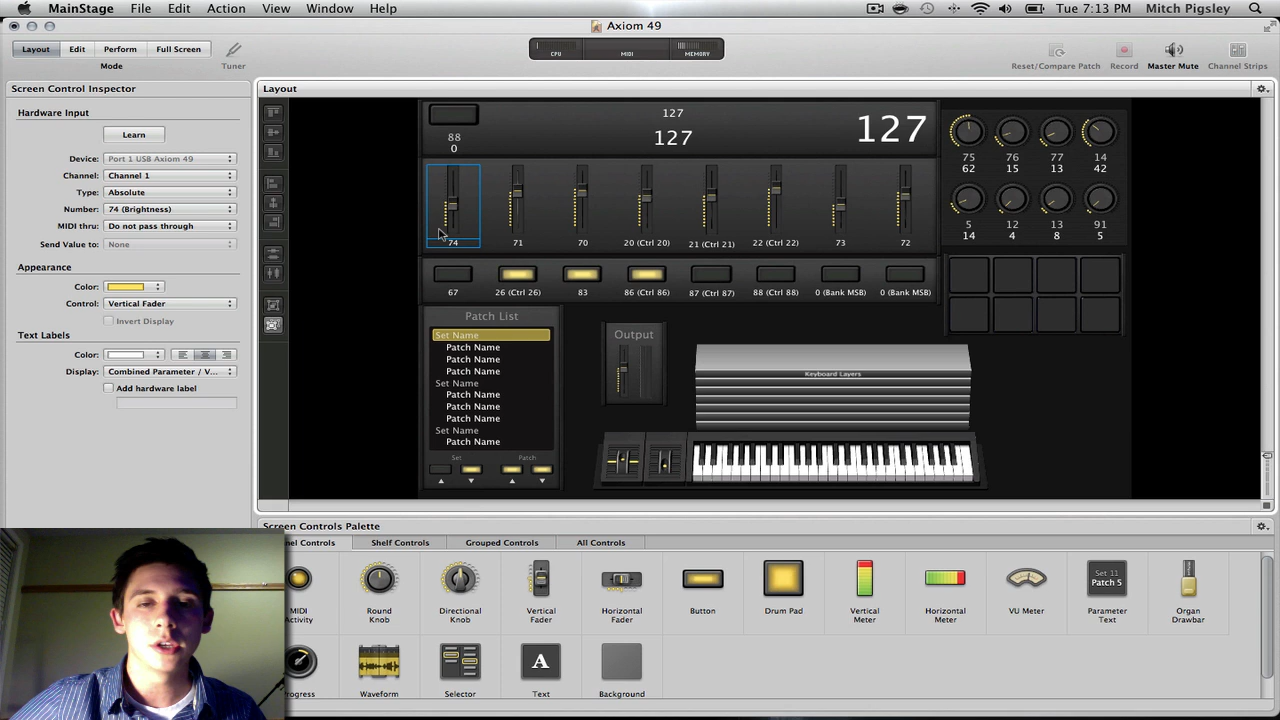 MainStage File Edit Action View Window Help Tue 7:13 PM Mitch Pigsley
Axiom 49
Layout Edit Perform Full Screen
Mode Tuner
CPU MIDI MEMORY
Reset/Compare Patch Record Master Mute Channel Strips
Screen Control Inspector
Hardware Input
Learn
Device: Port 1 USB Axiom 49
Channel: Channel 1
Type: Absolute
Number: 74 (Brightness)
MIDI thru: Do not pass through
Send Value to: None
Appearance
Color:
Control: Vertical Fader
Invert Display
Text Labels
Color:
Display: Combined Parameter / V...
Add hardware label
Layout
88
0
127
127
127
75 76 77 14
62 15 13 42
5 12 13 91
14 4 8 5
74 71 70 20 (Ctrl 20) 21 (Ctrl 21) 22 (Ctrl 22) 73 72
67 26 (Ctrl 26) 83 86 (Ctrl 86) 87 (Ctrl 87) 88 (Ctrl 88) 0 (Bank MSB) 0 (Bank MSB)
Patch List
Set Name
Patch Name
Patch Name
Patch Name
Set Name
Patch Name
Patch Name
Patch Name
Set Name
Patch Name
Set Patch
Output
Keyboard Layers
Screen Controls Palette
nel Controls Shelf Controls Grouped Controls All Controls
MIDI Activity
Round Knob
Directional Knob
Vertical Fader
Horizontal Fader
Button
Drum Pad
Vertical Meter
Horizontal Meter
VU Meter
Set 11
Patch 5
Parameter Text
Organ Drawbar
rogress
Waveform
Selector
A
Text
Background